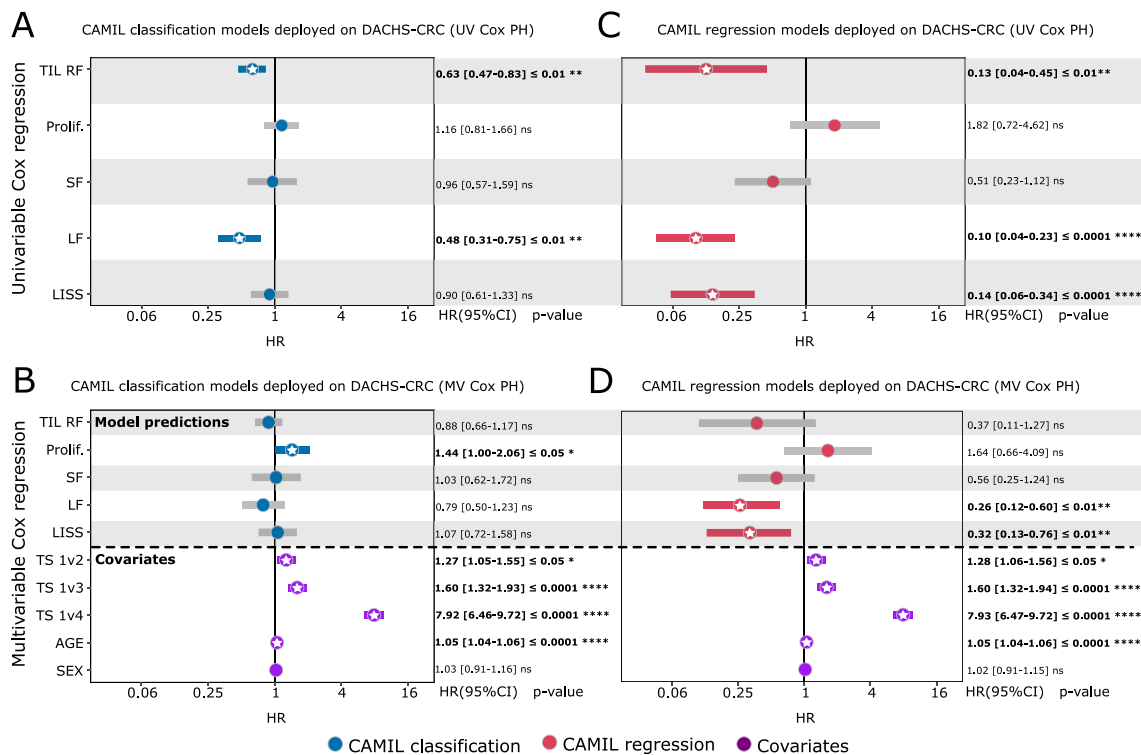 A
CAMIL classification models deployed on DACHS-CRC (UV Cox PH)
Univariable Cox regression
TIL RF
0.63 [0.47-0.83] ≤ 0.01 **
Prolif.
1.16 [0.81-1.66] ns
SF
0.96 [0.57-1.59] ns
LF
0.48 [0.31-0.75] ≤ 0.01 **
LISS
0.90 [0.61-1.33] ns
0.06 0.25 1 4 16
HR(95%CI) p-value
HR
C
CAMIL regression models deployed on DACHS-CRC (UV Cox PH)
0.13 [0.04-0.45] ≤ 0.01**
1.82 [0.72-4.62] ns
0.51 [0.23-1.12] ns
0.10 [0.04-0.23] ≤ 0.0001 ****
0.14 [0.06-0.34] ≤ 0.0001 ****
0.06 0.25 1 4 16
HR(95%CI) p-value
HR
B
CAMIL classification models deployed on DACHS-CRC (MV Cox PH)
Multivariable Cox regression
TIL RF
Model predictions
0.88 [0.66-1.17] ns
Prolif.
1.44 [1.00-2.06] ≤ 0.05 *
SF
1.03 [0.62-1.72] ns
LF
0.79 [0.50-1.23] ns
LISS
1.07 [0.72-1.58] ns
TS 1v2
Covariates
1.27 [1.05-1.55] ≤ 0.05 *
TS 1v3
1.60 [1.32-1.93] ≤ 0.0001 ****
TS 1v4
7.92 [6.46-9.72] ≤ 0.0001 ****
AGE
1.05 [1.04-1.06] ≤ 0.0001 ****
SEX
1.03 [0.91-1.16] ns
0.06 0.25 1 4 16
HR(95%CI) p-value
HR
D
CAMIL regression models deployed on DACHS-CRC (MV Cox PH)
0.37 [0.11-1.27] ns
1.64 [0.66-4.09] ns
0.56 [0.25-1.24] ns
0.26 [0.12-0.60] ≤ 0.01**
0.32 [0.13-0.76] ≤ 0.01**
1.28 [1.06-1.56] ≤ 0.05 *
1.60 [1.32-1.94] ≤ 0.0001 ****
7.93 [6.47-9.72] ≤ 0.0001 ****
1.05 [1.04-1.06] ≤ 0.0001 ****
1.02 [0.91-1.15] ns
0.06 0.25 1 4 16
HR(95%CI) p-value
HR
CAMIL classification CAMIL regression Covariates